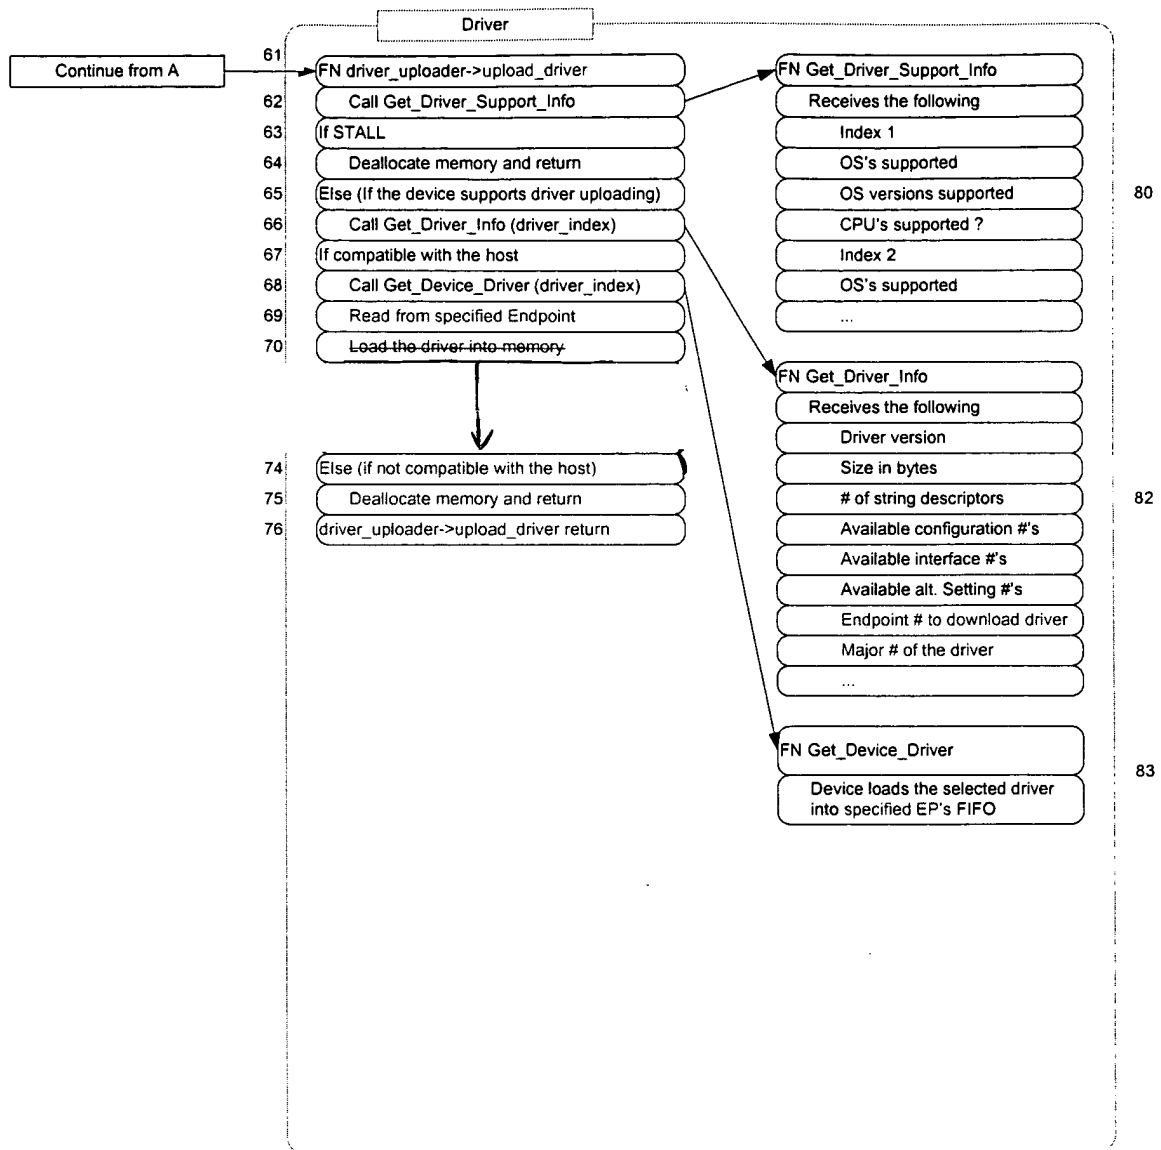 Driver
Continue from A
61
FN driver_uploader->upload_driver
62
Call Get_Driver_Support_Info
63
If STALL
64
Deallocate memory and return
65
Else (If the device supports driver uploading)
66
Call Get_Driver_Info (driver_index)
67
If compatible with the host
68
Call Get_Device_Driver (driver_index)
69
Read from specified Endpoint
70
Load the driver into memory
74
Else (if not compatible with the host)
75
Deallocate memory and return
76
driver_uploader->upload_driver return
FN Get_Driver_Support_Info
Receives the following
Index 1
OS's supported
OS versions supported
CPU's supported ?
Index 2
OS's supported
...
80
FN Get_Driver_Info
Receives the following
Driver version
Size in bytes
# of string descriptors
Available configuration #'s
Available interface #'s
Available alt. Setting #'s
Endpoint # to download driver
Major # of the driver
...
82
FN Get_Device_Driver
Device loads the selected driver
into specified EP's FIFO
83